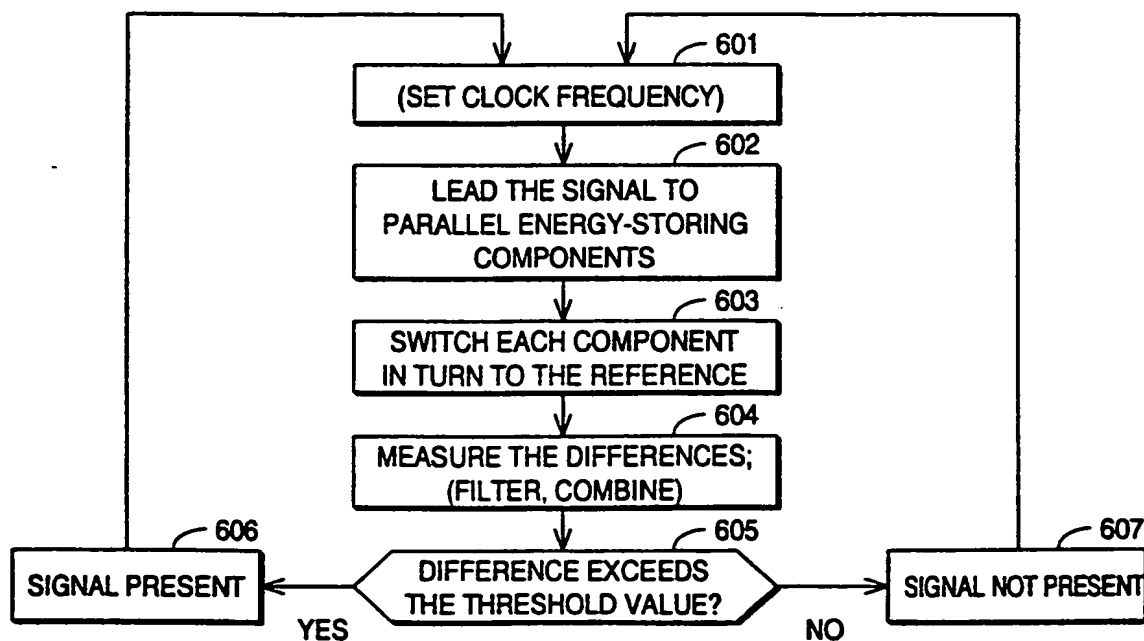 601
(SET CLOCK FREQUENCY)
602
LEAD THE SIGNAL TO
PARALLEL ENERGY-STORING
COMPONENTS
603
SWITCH EACH COMPONENT
IN TURN TO THE REFERENCE
604
MEASURE THE DIFFERENCES;
(FILTER, COMBINE)
605
DIFFERENCE EXCEEDS
THE THRESHOLD VALUE?
606
SIGNAL PRESENT
YES
607
SIGNAL NOT PRESENT
NO